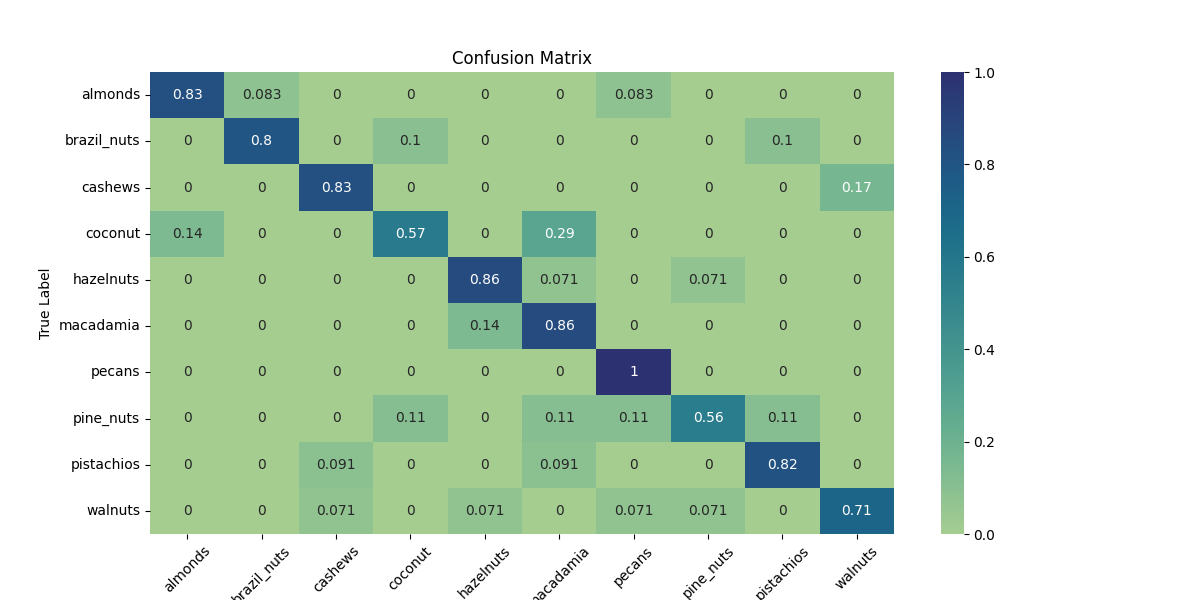 Confusion Matrix
True Label
almonds 0.83 0.083 0 0 0 0 0.083 0 0 0
brazil_nuts 0 0.8 0 0.1 0 0 0 0 0.1 0
cashews 0 0 0.83 0 0 0 0 0 0 0.17
coconut 0.14 0 0 0.57 0 0.29 0 0 0 0
hazelnuts 0 0 0 0 0.86 0.071 0 0.071 0 0
macadamia 0 0 0 0 0.14 0.86 0 0 0 0
pecans 0 0 0 0 0 0 1 0 0 0
pine_nuts 0 0 0 0.11 0 0.11 0.11 0.56 0.11 0
pistachios 0 0 0.091 0 0 0.091 0 0 0.82 0
walnuts 0 0 0.071 0 0.071 0 0.071 0.071 0 0.71
almonds brazil_nuts cashews coconut hazelnuts macadamia pecans pine_nuts pistachios walnuts
1.0
0.8
0.6
0.4
0.2
0.0